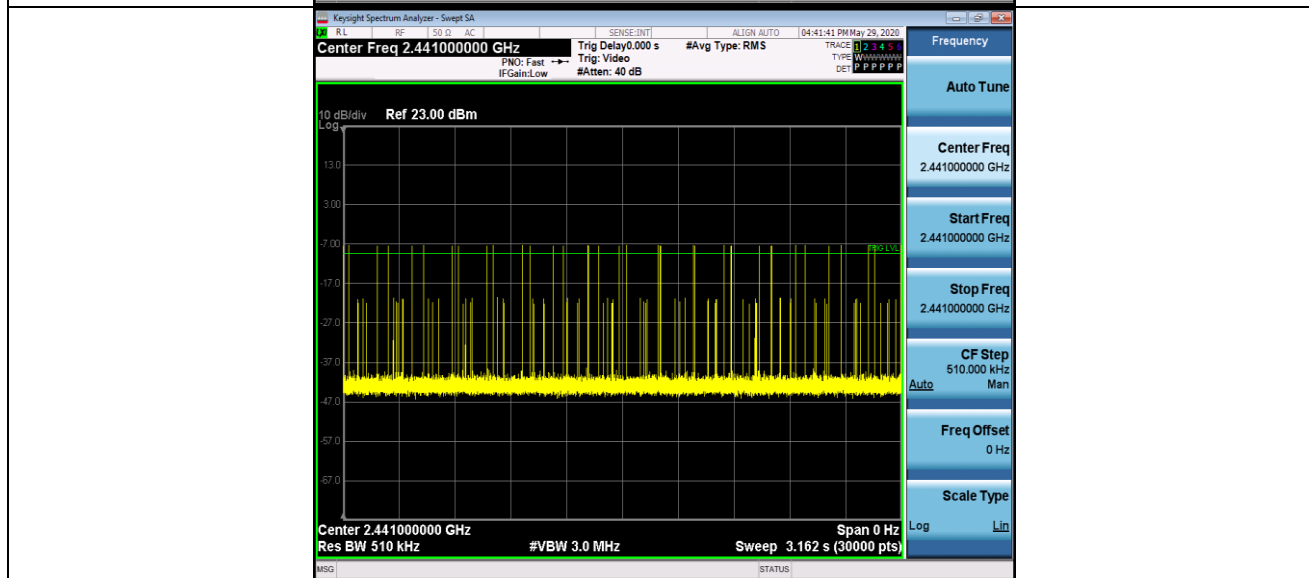 Keysight Spectrum Analyzer - Swept SA
RL RF 50 Ω AC SENSE:INT ALIGN AUTO 04:41:41 PM May 29, 2020
Center Freq 2.441000000 GHz
PNO: Fast
IFGain:Low
Trig Delay0.000 s
Trig: Video
#Atten: 40 dB
#Avg Type: RMS
TRACE 1 2 3 4 5 6
TYPE WWWWWW
DET P P P P P P
10 dB/div
Log
Ref 23.00 dBm
13.0
3.00
-7.00
TRIG LVL
-17.0
-27.0
-37.0
-47.0
-57.0
-67.0
Center 2.441000000 GHz
Span 0 Hz
Res BW 510 kHz
#VBW 3.0 MHz
Sweep 3.162 s (30000 pts)
MSG
STATUS
Frequency
Auto Tune
Center Freq
2.441000000 GHz
Start Freq
2.441000000 GHz
Stop Freq
2.441000000 GHz
CF Step
510.000 kHz
Auto Man
Freq Offset
0 Hz
Scale Type
Log Lin